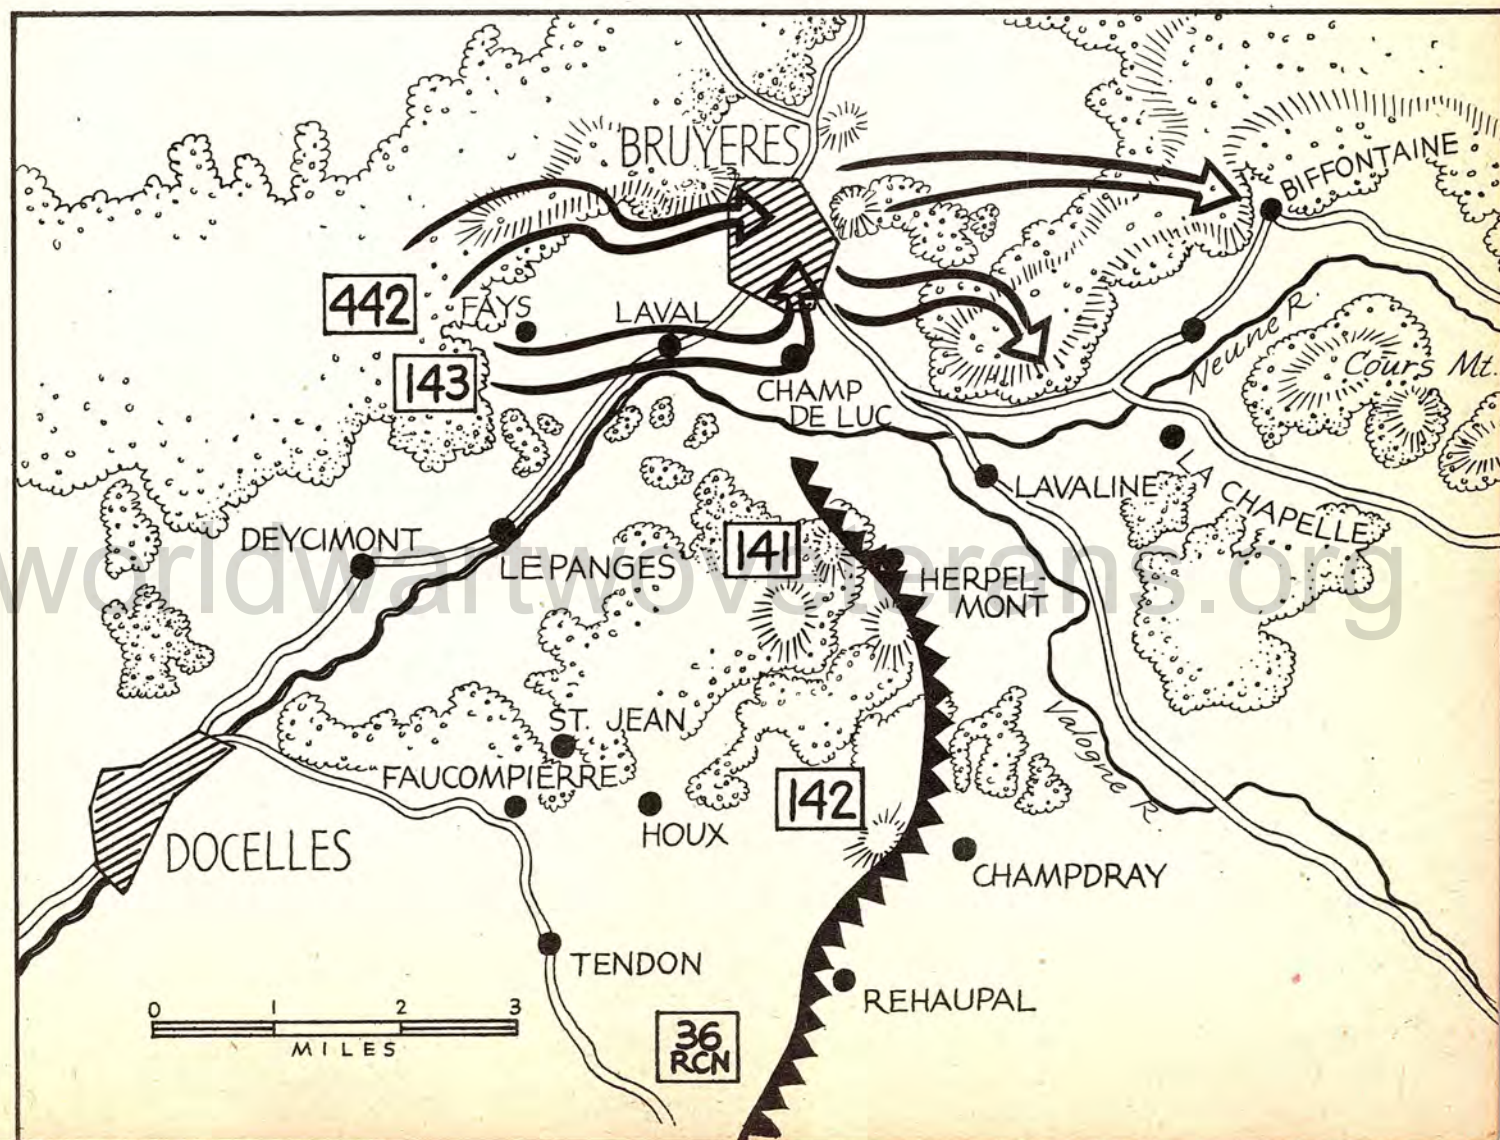 BRUYERES
BIFFONTAINE
442
FAYS
LAVAL
Neune R.
143
Cours Mt.
CHAMP
DE LUC
LAVALINE
LA CHAPELLE
DEYCIMONT
LEPANGES
141
HERPEL
MONT
worldwartwoveterans.org
ST. JEAN
Valogne R.
FAUCOMPIERRE
142
HOUX
DOCELLES
CHAMPDRAY
TENDON
REHAUPAL
0 1 2 3
MILES
36
RCN